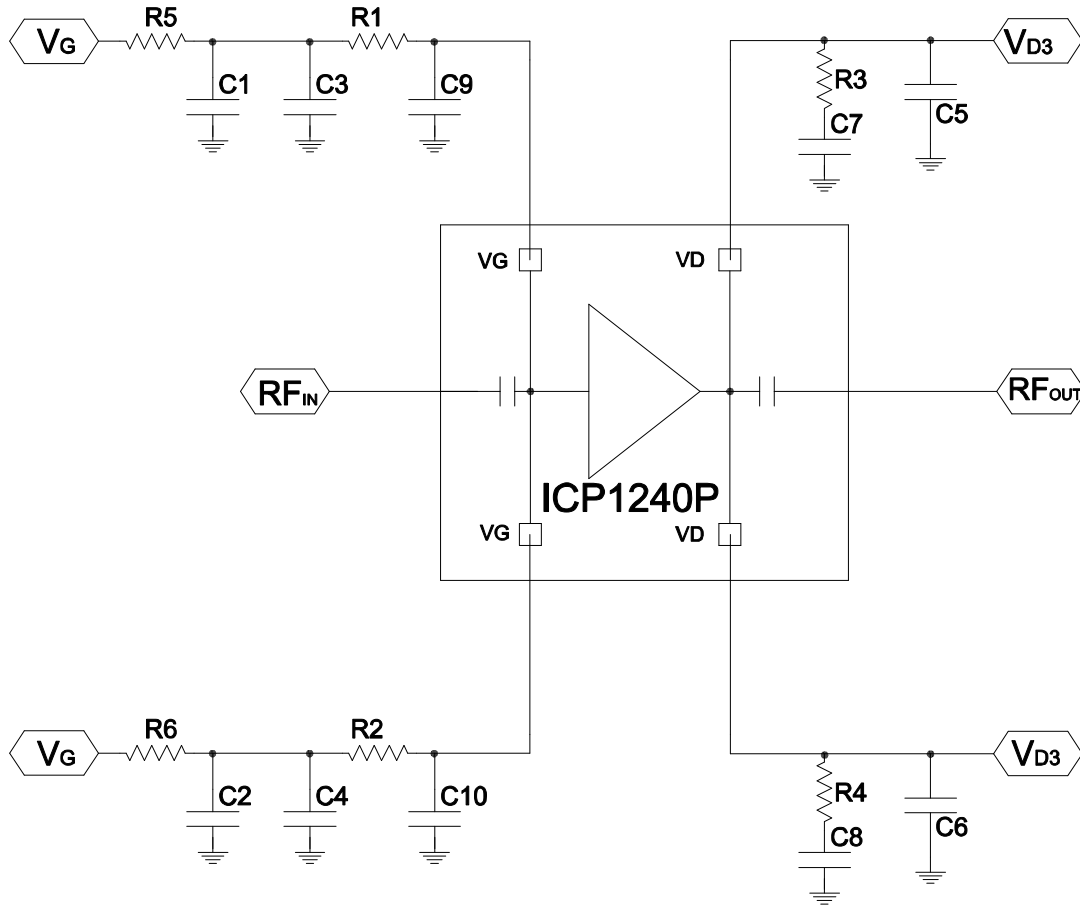 VG
R5
R1
VD3
C1
C3
C9
R3
C7
C5
VG
VD
RFIN
RFOUT
ICP1240P
VG
VD
VG
R6
R2
VD3
C2
C4
C10
R4
C8
C6